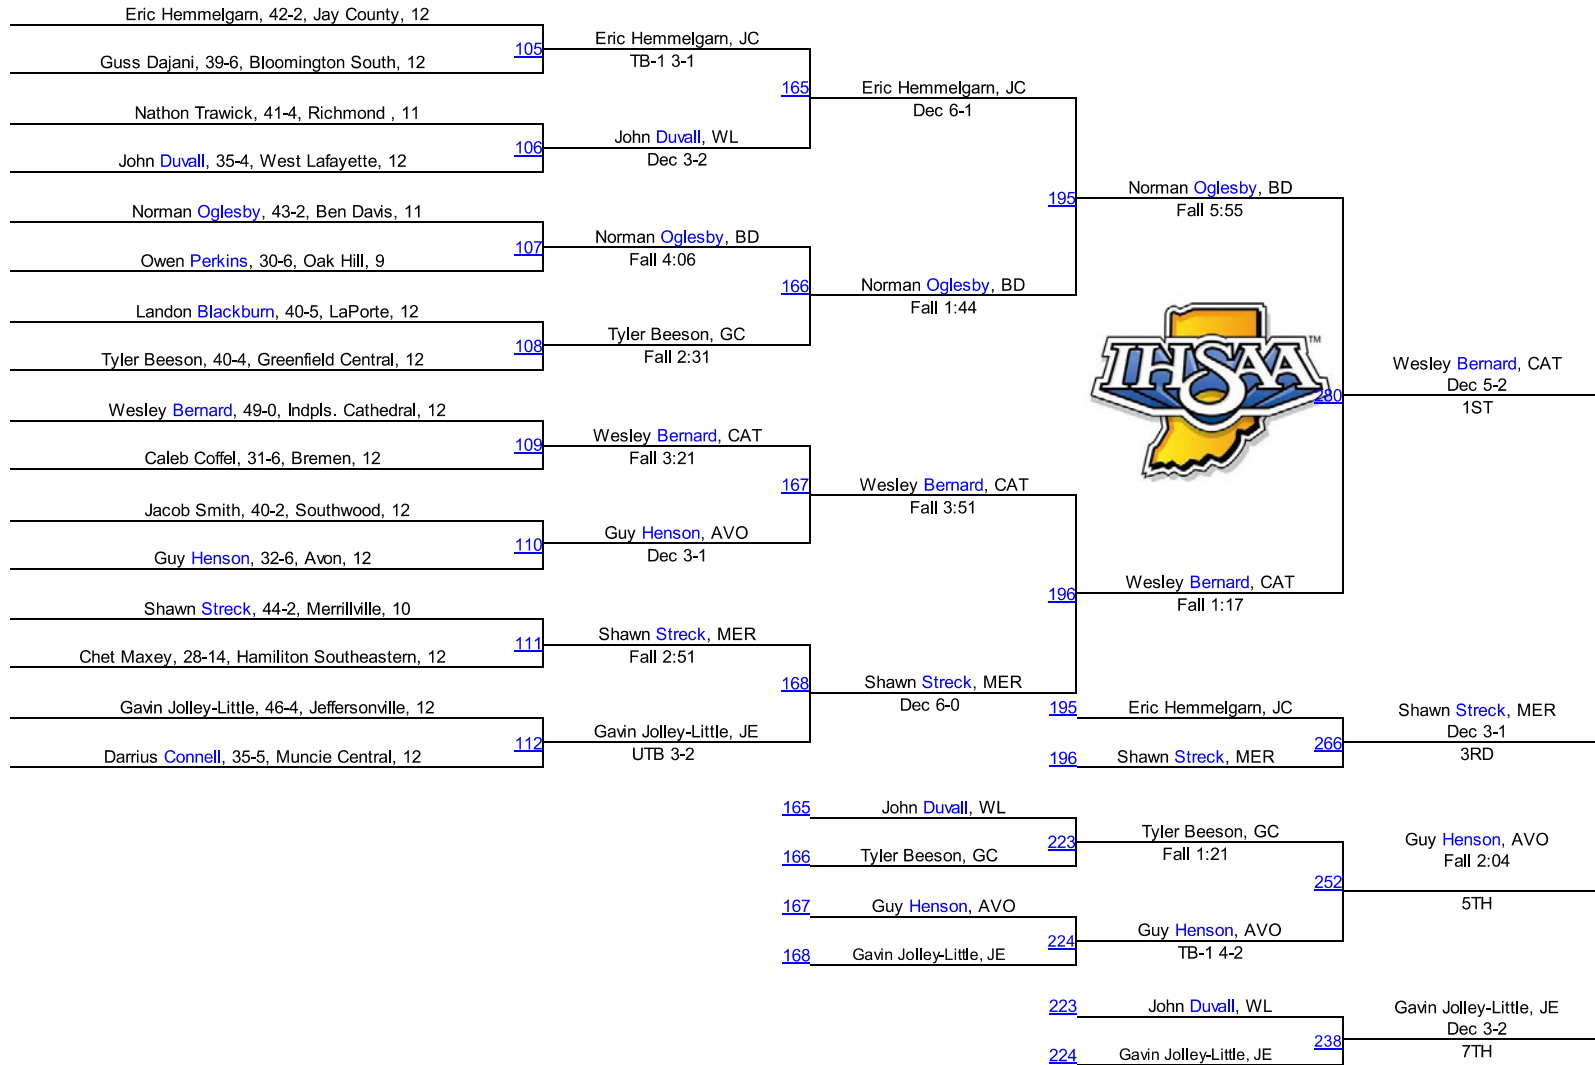 Eric Hemmelgarn, 42-2, Jay County, 12
105
Guss Dajani, 39-6, Bloomington South, 12
Eric Hemmelgarn, JC
TB-1 3-1
165
Nathon Trawick, 41-4, Richmond , 11
106
John Duvall, 35-4, West Lafayette, 12
John Duvall, WL
Dec 3-2
Eric Hemmelgarn, JC
Dec 6-1
195
Norman Oglesby, 43-2, Ben Davis, 11
107
Owen Perkins, 30-6, Oak Hill, 9
Norman Oglesby, BD
Fall 4:06
166
Landon Blackburn, 40-5, LaPorte, 12
108
Tyler Beeson, 40-4, Greenfield Central, 12
Tyler Beeson, GC
Fall 2:31
Norman Oglesby, BD
Fall 1:44
Norman Oglesby, BD
Fall 5:55
IHSAA™
280
Wesley Bernard, CAT
Dec 5-2
1ST
Wesley Bernard, 49-0, Indpls. Cathedral, 12
109
Caleb Coffel, 31-6, Bremen, 12
Wesley Bernard, CAT
Fall 3:21
167
Jacob Smith, 40-2, Southwood, 12
110
Guy Henson, 32-6, Avon, 12
Guy Henson, AVO
Dec 3-1
Wesley Bernard, CAT
Fall 3:51
196
Wesley Bernard, CAT
Fall 1:17
Shawn Streck, 44-2, Merrillville, 10
111
Chet Maxey, 28-14, Hamiliton Southeastern, 12
Shawn Streck, MER
Fall 2:51
168
Gavin Jolley-Little, 46-4, Jeffersonville, 12
112
Darrius Connell, 35-5, Muncie Central, 12
Gavin Jolley-Little, JE
UTB 3-2
Shawn Streck, MER
Dec 6-0
195 Eric Hemmelgarn, JC
266
196 Shawn Streck, MER
Shawn Streck, MER
Dec 3-1
3RD
165 John Duvall, WL
223
166 Tyler Beeson, GC
Tyler Beeson, GC
Fall 1:21
252
167 Guy Henson, AVO
224
168 Gavin Jolley-Little, JE
Guy Henson, AVO
TB-1 4-2
Guy Henson, AVO
Fall 2:04
5TH
223 John Duvall, WL
238
224 Gavin Jolley-Little, JE
Gavin Jolley-Little, JE
Dec 3-2
7TH